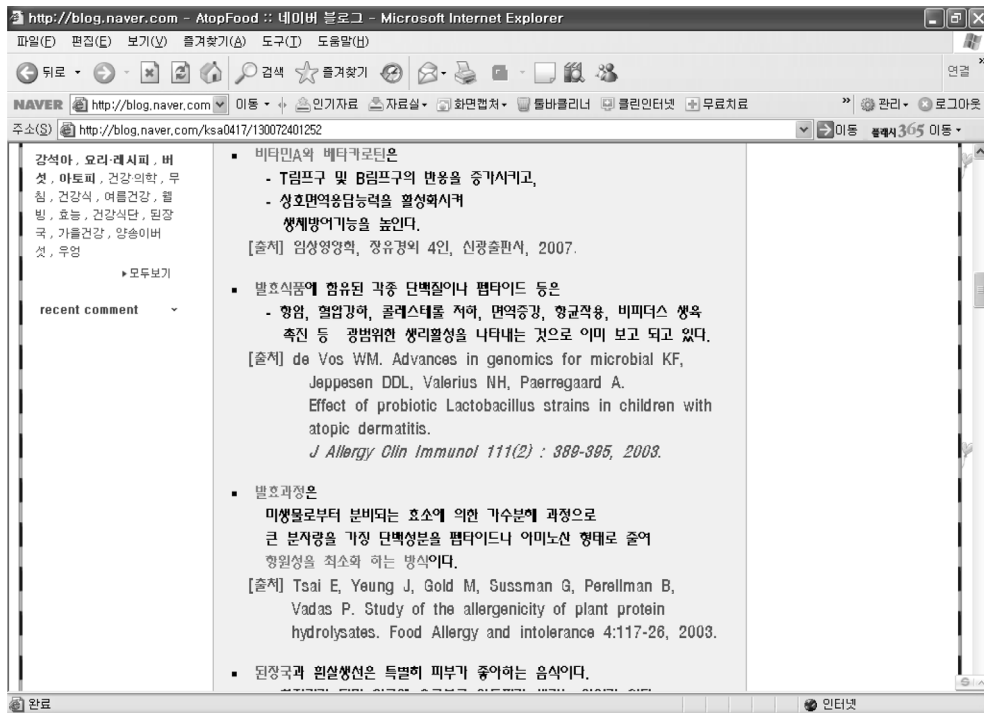 http://blog.naver.com - AtopFood :: 네이버 블로그 - Microsoft Internet Explorer
파일(F) 편집(E) 보기(V) 즐겨찾기(A) 도구(T) 도움말(H)
뒤로 검색 즐겨찾기 연결 »
NAVER http://blog.naver.com 이동 인기자료 자료실 화면캡처 툴바클리너 클린인터넷 무료치료 » 관리 로그아웃
주소(S) http://blog.naver.com/ksa0417/130072401252 이동 플래시365 이동
강석아 , 요리·레시피 , 버
섯 , 아토피 , 건강·의학 , 무
침 , 건강식 , 여름건강 , 웰
빙 , 효능 , 건강식단 , 된장
국 , 가을건강 , 양송이버
섯 , 우엉
▸모두보기
recent comment
▪ 비타민A와 베타카로틴은
- T림프구 및 B림프구의 반응을 증가시키고,
- 상호면역응답능력을 활성화시켜
생체방어기능을 높인다.
[출처] 임상영양학, 장유경외 4인, 신광출판사, 2007.
▪ 발효식품에 함유된 각종 단백질이나 펩타이드 등은
- 항암, 혈압강하, 콜레스테롤 저하, 면역증강, 항균작용, 비피더스 생육
촉진 등 광범위한 생리활성을 나타내는 것으로 이미 보고 되고 있다.
[출처] de Vos WM. Advances in genomics for microbial KF,
Jeppesen DDL, Valerius NH, Paerregaard A.
Effect of probiotic Lactobacillus strains in children with
atopic dermatitis.
J Allergy Clin Immunol 111(2) : 389-395, 2003.
▪ 발효과정은
미생물로부터 분비되는 효소에 의한 가수분해 과정으로
큰 분자량을 가징 단백성분을 펩타이드나 아미노산 형태로 줄여
항원성을 최소화 하는 방식이다.
[출처] Tsai E, Yeung J, Gold M, Sussman G, Perellman B,
Vadas P. Study of the allergenicity of plant protein
hydrolysates. Food Allergy and intolerance 4:117-26, 2003.
▪ 된장국과 흰살생선은 특별히 피부가 좋아하는 음식이다.
완료 인터넷